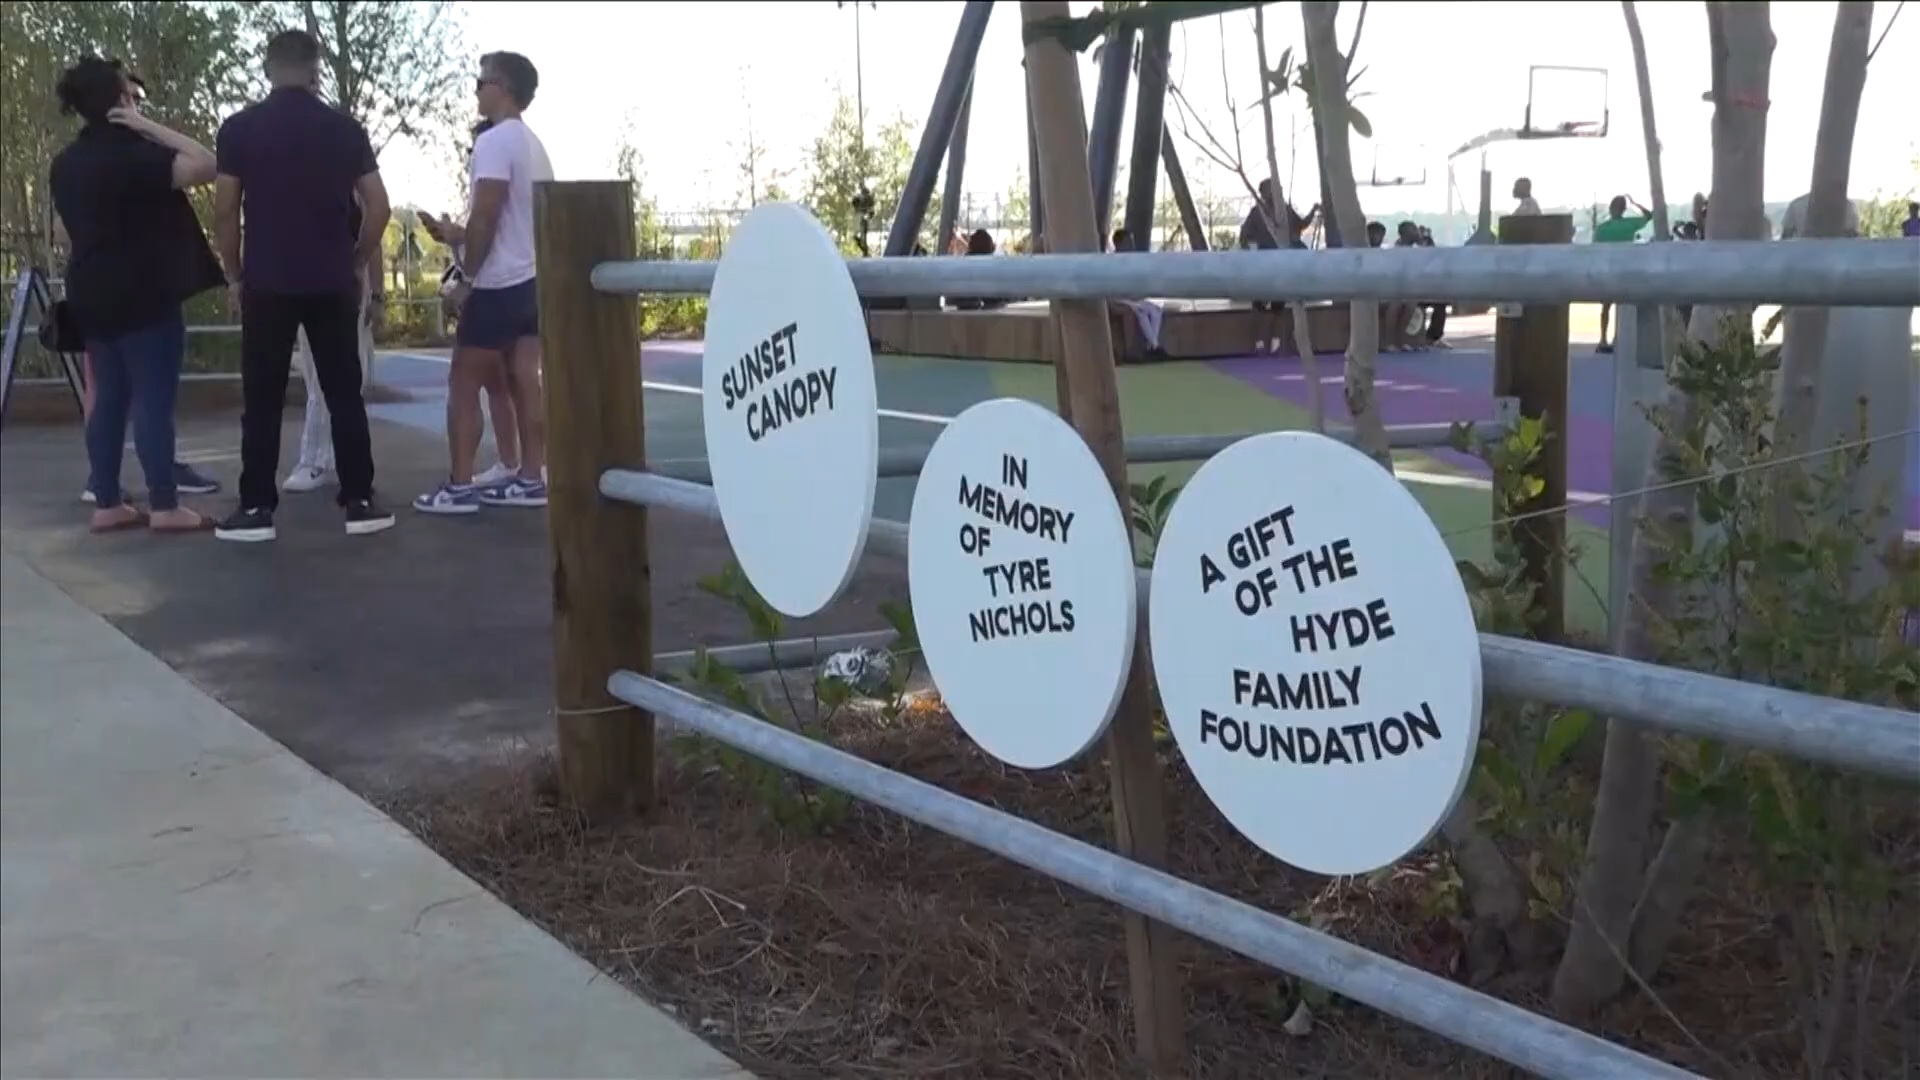 SUNSET
CANOPY
IN
MEMORY
OF
TYRE
NICHOLS
A GIFT
OF THE
HYDE
FAMILY
FOUNDATION